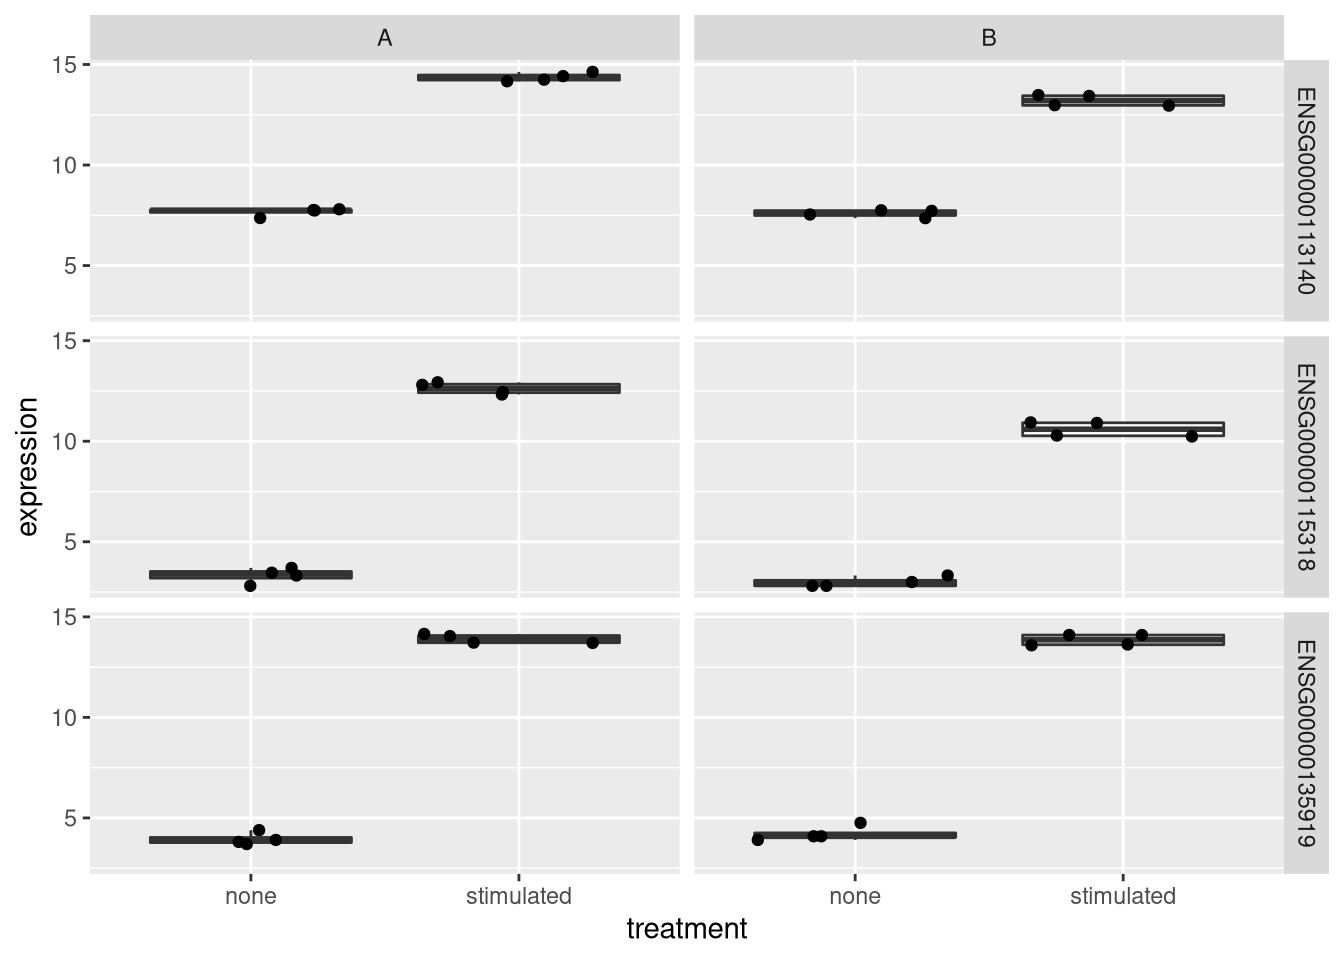 A
B
15
10
5
ENSG00000113140
15
10
5
ENSG00000115318
15
10
5
ENSG00000135919
expression
none
stimulated
none
stimulated
treatment